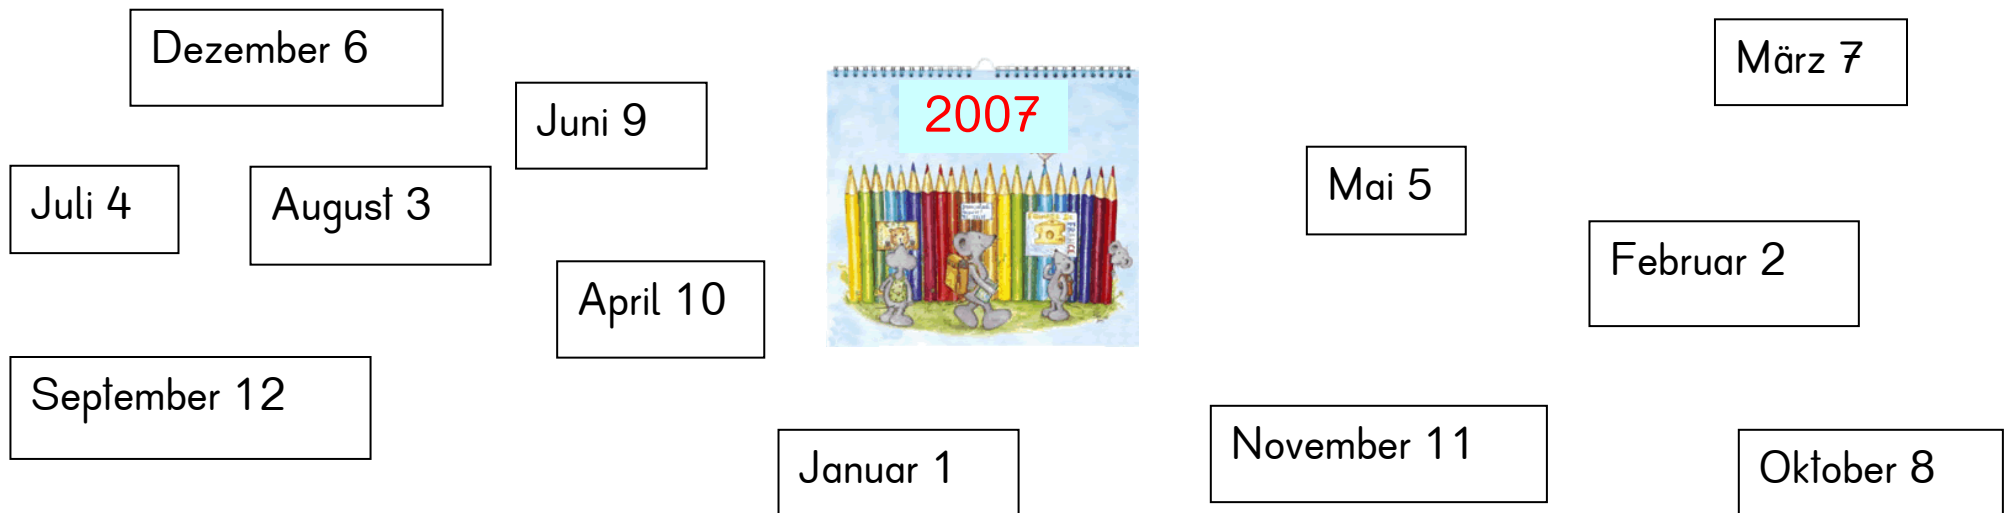 Dezember 6
März 7
Juni 9
2007
Juli 4
August 3
Mai 5
Februar 2
April 10
September 12
Januar 1
November 11
Oktober 8